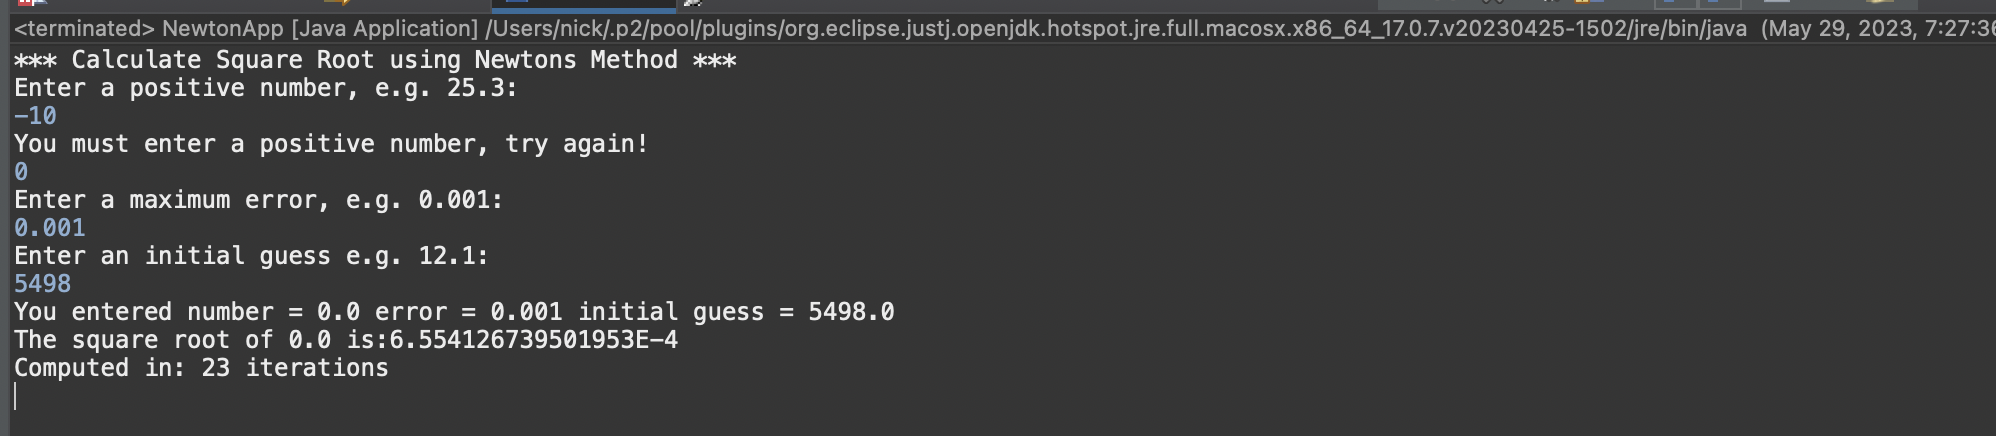 <terminated> NewtonApp [Java Application] /Users/nick/.p2/pool/plugins/org.eclipse.justj.openjdk.hotspot.jre.full.macosx.x86_64_17.0.7.v20230425-1502/jre/bin/java (May 29, 2023, 7:27:36
*** Calculate Square Root using Newtons Method ***
Enter a positive number, e.g. 25.3:
-10
You must enter a positive number, try again!
0
Enter a maximum error, e.g. 0.001:
0.001
Enter an initial guess e.g. 12.1:
5498
You entered number = 0.0 error = 0.001 initial guess = 5498.0
The square root of 0.0 is:6.554126739501953E-4
Computed in: 23 iterations